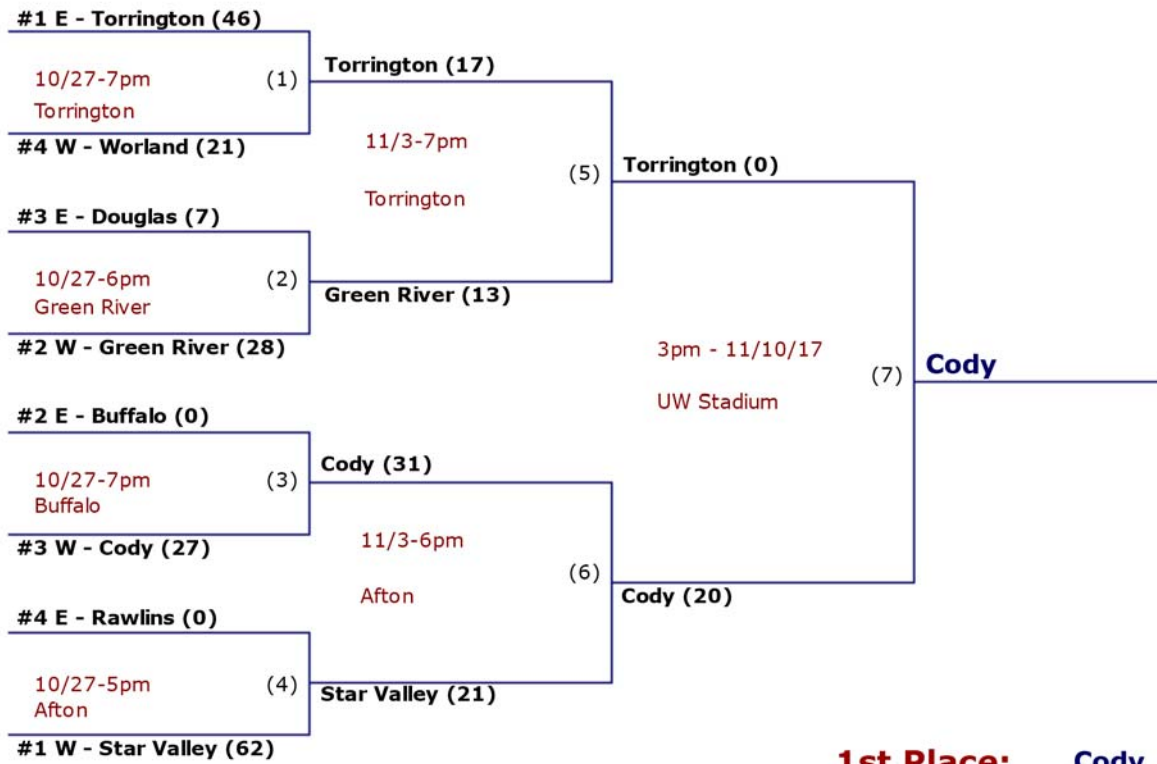 #1 E - Torrington (46)
10/27-7pm
(1)
Torrington
#4 W - Worland (21)
Torrington (17)
11/3-7pm
(5)
Torrington
#3 E - Douglas (7)
10/27-6pm
(2)
Green River
#2 W - Green River (28)
Green River (13)
Torrington (0)
3pm - 11/10/17
(7)
UW Stadium
Cody
#2 E - Buffalo (0)
10/27-7pm
(3)
Buffalo
#3 W - Cody (27)
Cody (31)
11/3-6pm
(6)
Afton
Cody (20)
#4 E - Rawlins (0)
10/27-5pm
(4)
Afton
#1 W - Star Valley (62)
Star Valley (21)
1st Place: Cody